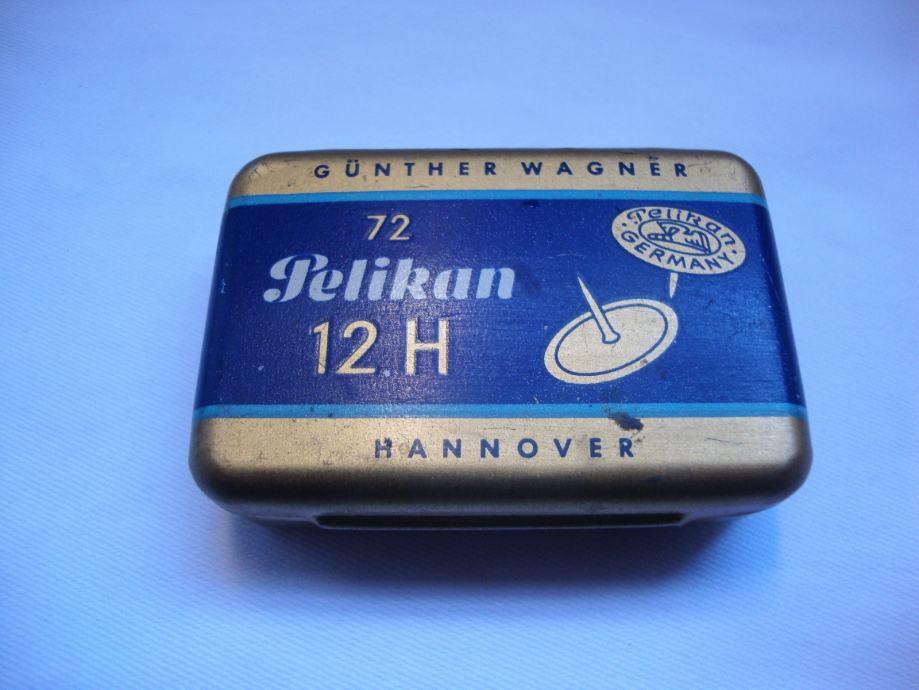 GÜNTHER WAGNER
72
Pelikan
12 H
Pelikan
GERMANY
HANNOVER